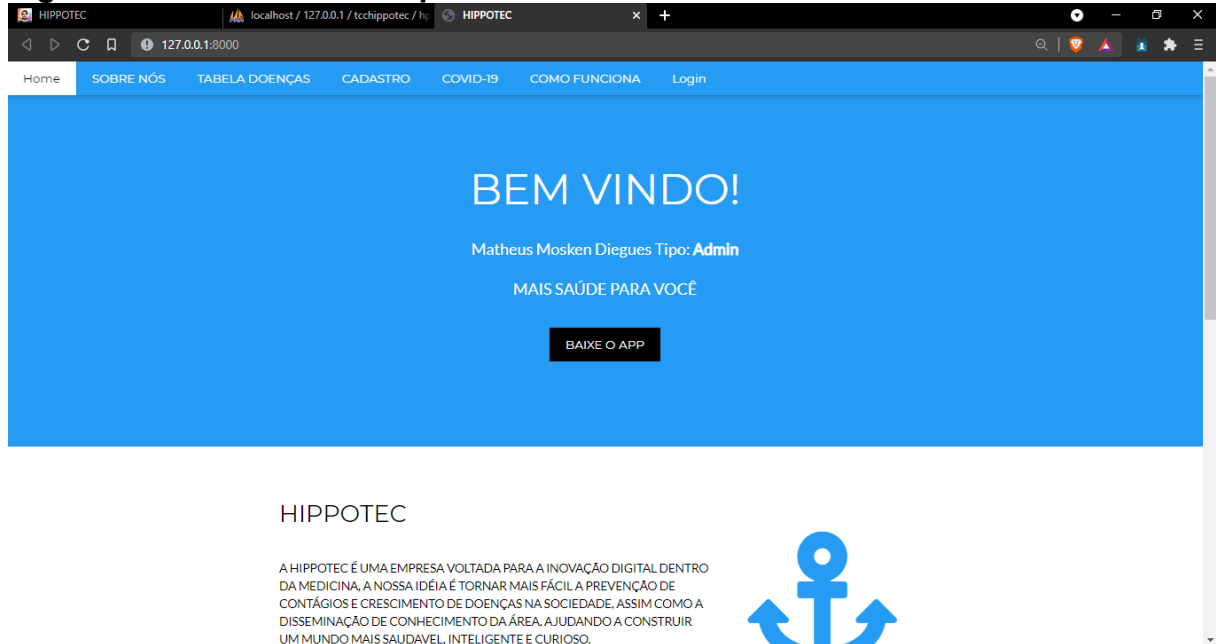 HIPPOTEC
localhost / 127.0.0.1 / tcchippotec / hp
HIPPOTEC
127.0.0.1:8000
Home SOBRE NÓS TABELA DOENÇAS CADASTRO COVID-19 COMO FUNCIONA Login
BEM VINDO!
Matheus Mosken Diegues Tipo: Admin
MAIS SAÚDE PARA VOCÊ
BAIXE O APP
HIPPOTEC
A HIPPOTEC É UMA EMPRESA VOLTADA PARA A INOVAÇÃO DIGITAL DENTRO
DA MEDICINA, A NOSSA IDÉIA É TORNAR MAIS FÁCIL A PREVENÇÃO DE
CONTÁGIOS E CRESCIMENTO DE DOENÇAS NA SOCIEDADE, ASSIM COMO A
DISSEMINAÇÃO DE CONHECIMENTO DA ÁREA, AJUDANDO A CONSTRUIR
UM MUNDO MAIS SAUDAVEL, INTELIGENTE E CURIOSO.